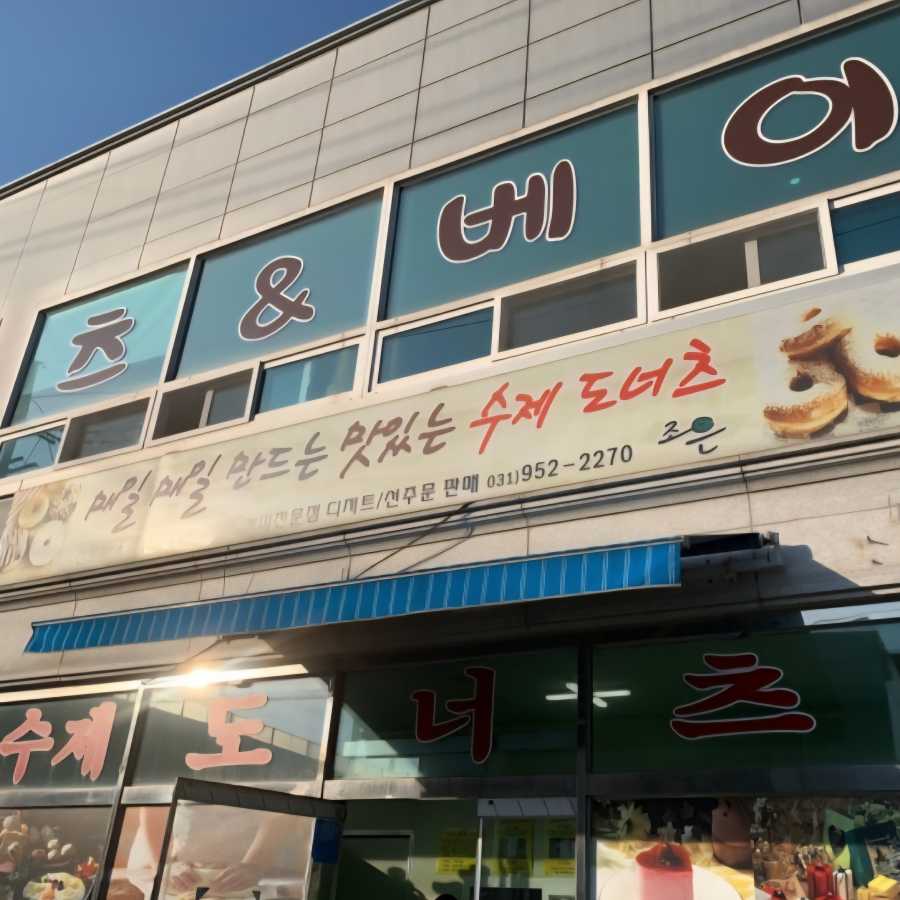 츠 & 베이
매일 매일 만드는 맛있는 수제 도너츠
조은
디저트/선주문 판매 031)952-2270
수제 도너츠